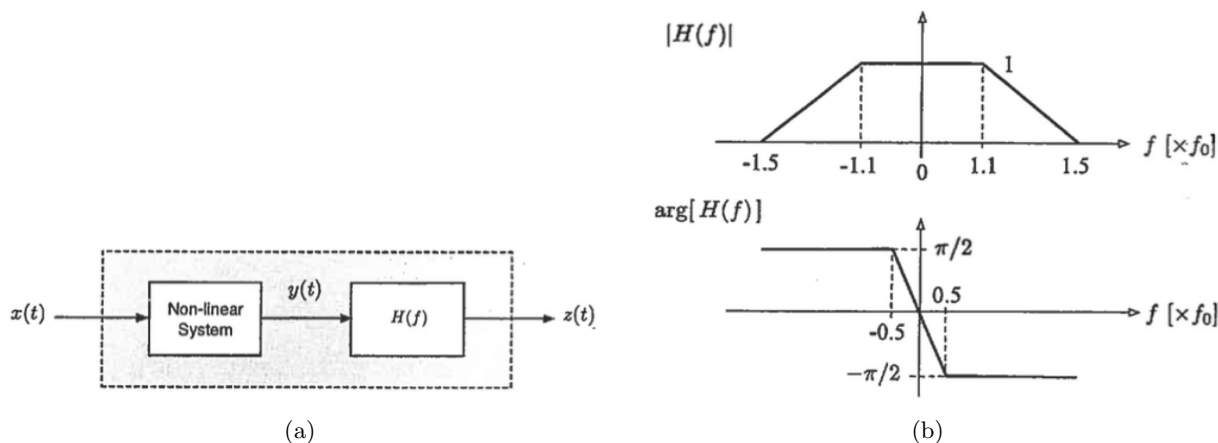 x(t)
Non-linear
System
y(t)
H(f)
z(t)
(a)
|H(f)|
1
-1.5
-1.1
0
1.1
1.5
f [×f₀]
arg[H(f)]
π/2
0.5
-0.5
f [×f₀]
−π/2
(b)